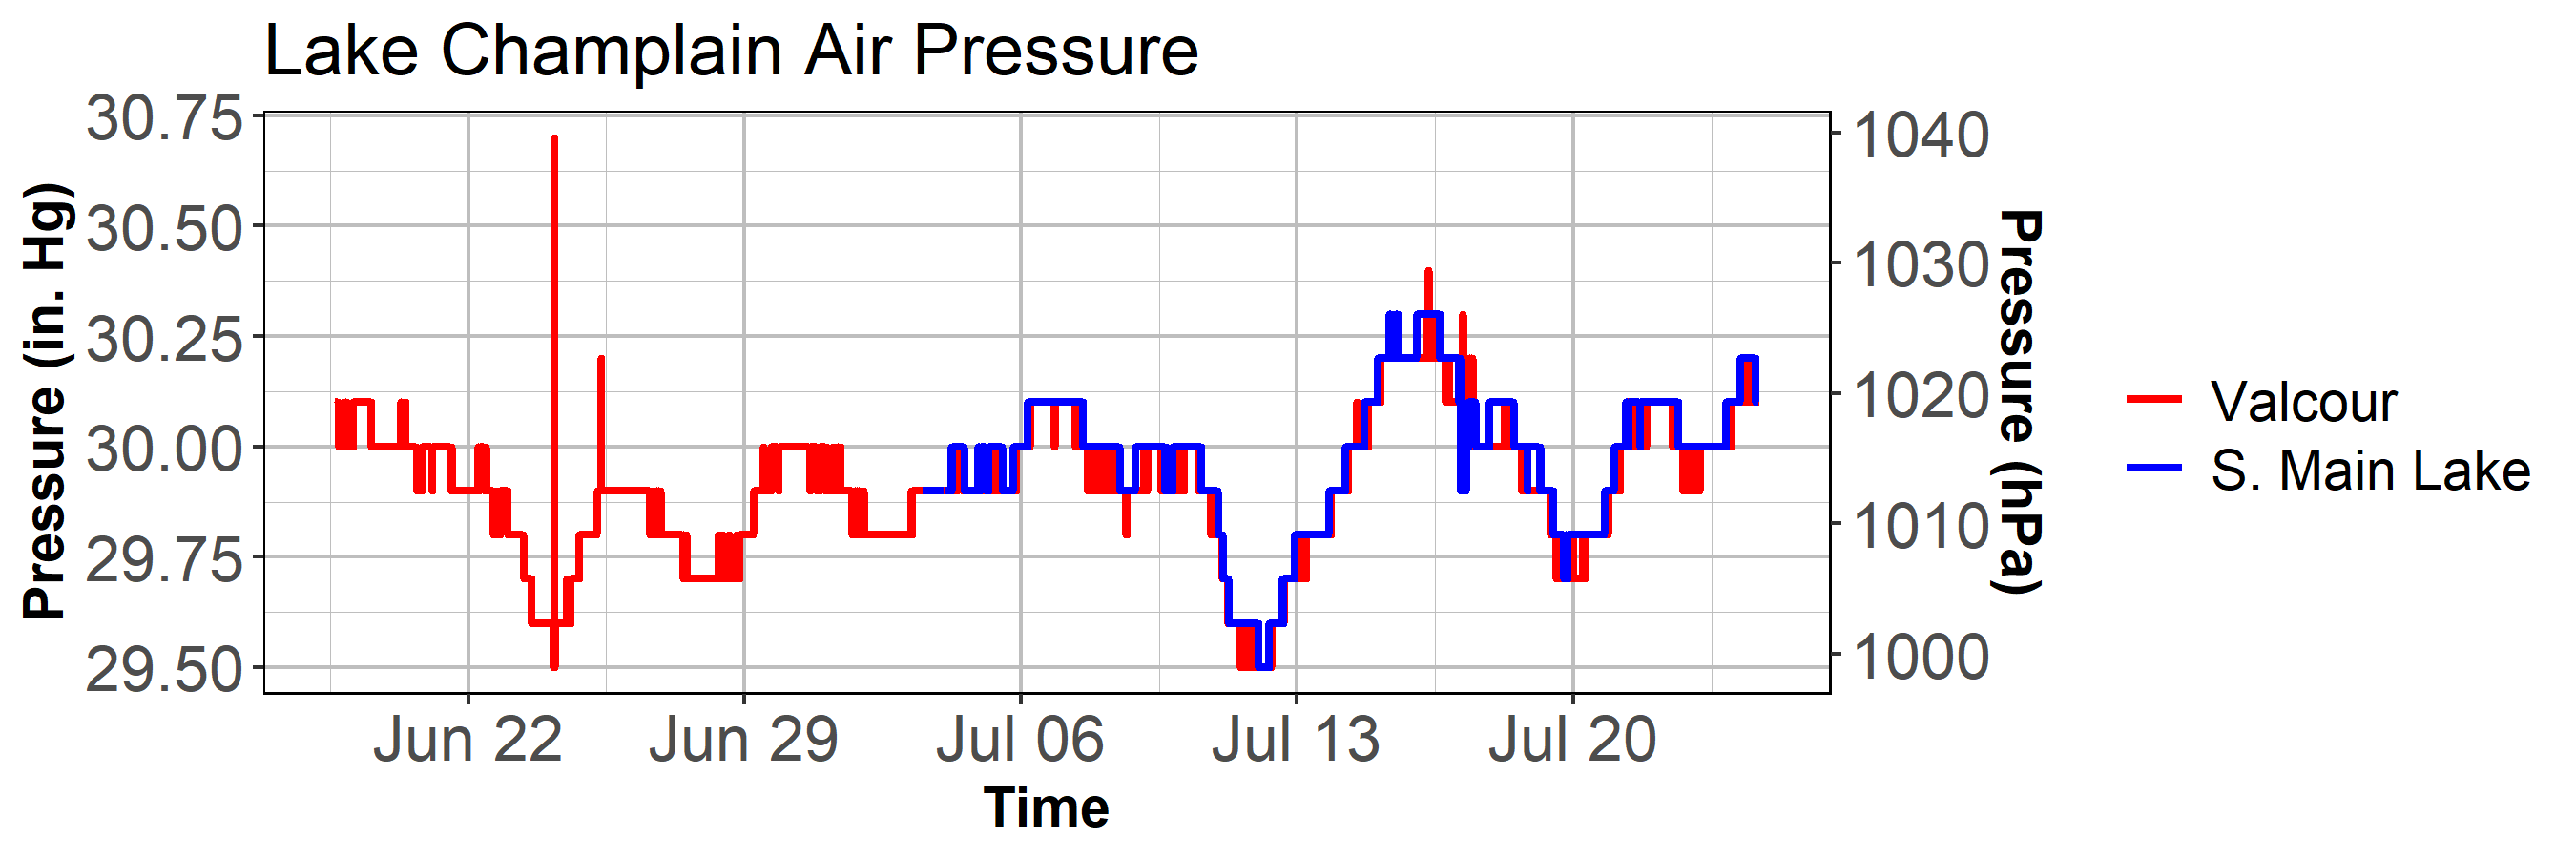 Lake Champlain Air Pressure
Pressure (in. Hg)
30.75
30.50
30.25
30.00
29.75
29.50
1040
1030
1020
1010
1000
Pressure (hPa)
Jun 22 Jun 29 Jul 06 Jul 13 Jul 20
Time
Valcour
S. Main Lake